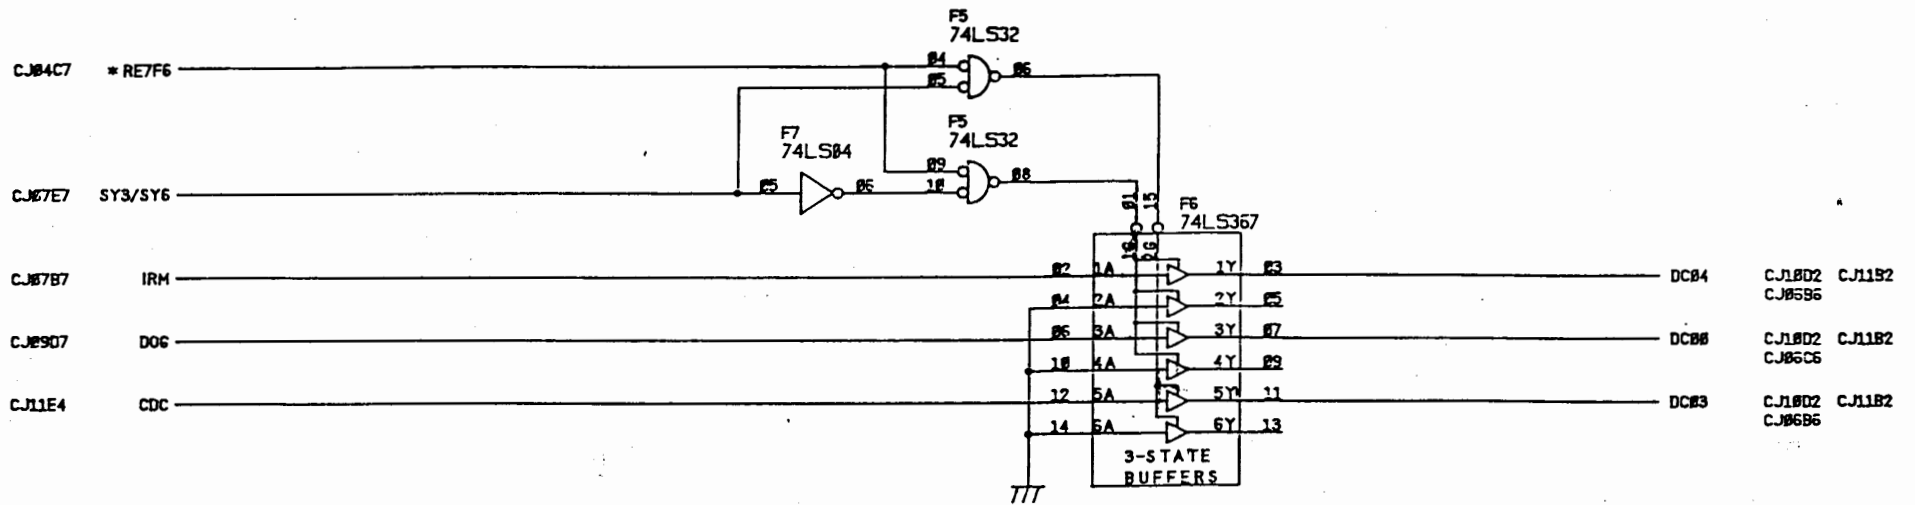 F5
74LS32
CJ04C7 * RE7F6 04 06
05
F5
74LS32
F7
74LS04
09 08
CJ07E7 SY3/SY6 05 06 10
01 15
F6
74LS367
1G 2G
CJ07B7 IRM 02 1A 1Y 03 DC04 CJ10D2 CJ11B2
CJ06B6
04 2A 2Y 05
CJ09D7 DOG 06 3A 3Y 07 DC00 CJ10D2 CJ11B2
CJ06C6
10 4A 4Y 09
CJ11E4 CDC 12 5A 5Y 11 DC03 CJ10D2 CJ11B2
CJ06B6
14 6A 6Y 13
3-STATE
BUFFERS